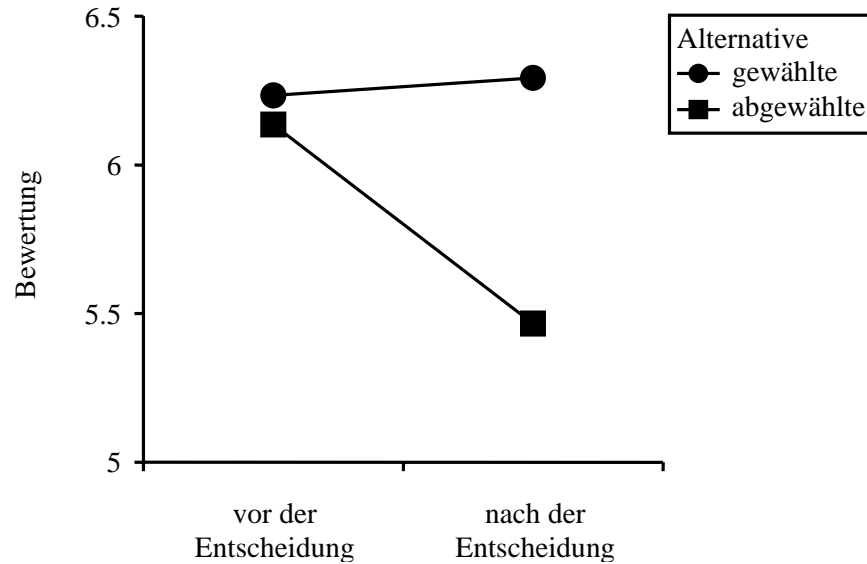 6.5
6
5.5
5
Bewertung
vor der
Entscheidung
nach der
Entscheidung
Alternative
gewählte
abgewählte